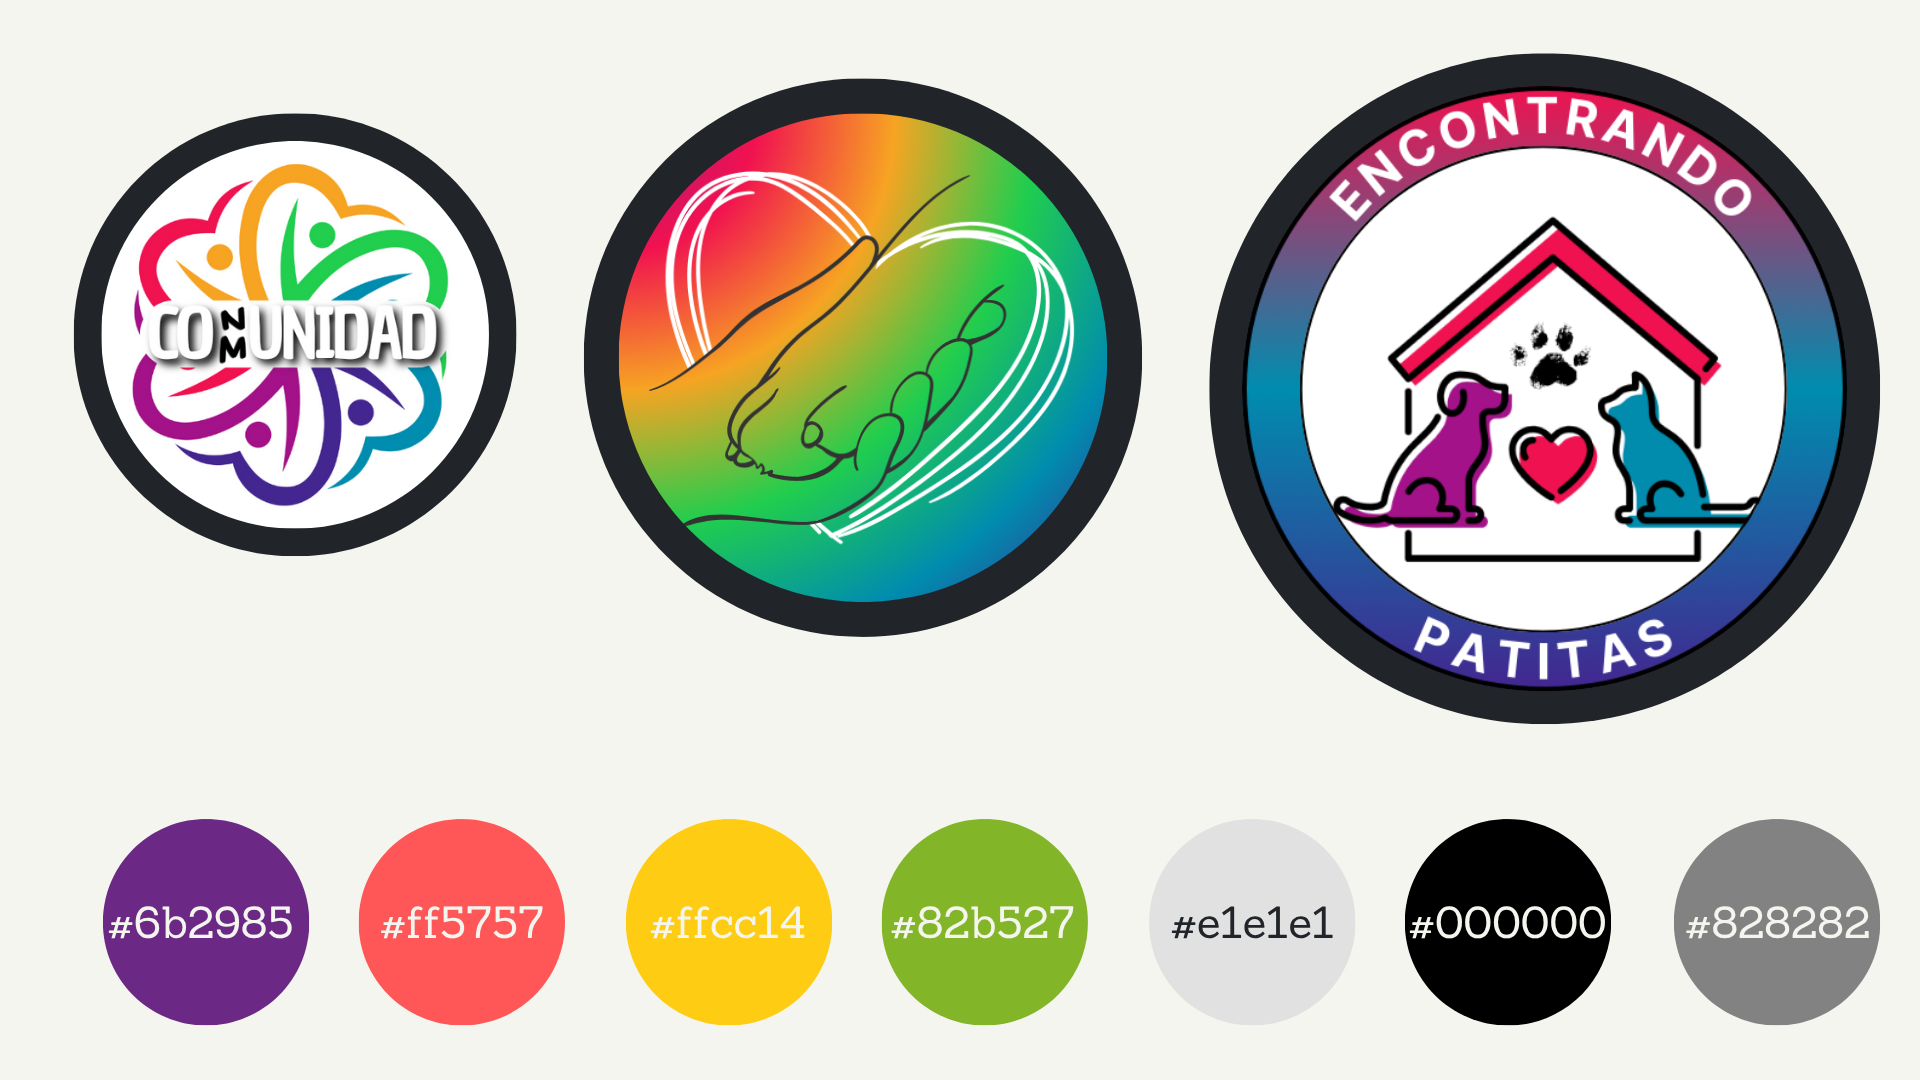 CONMUNIDAD
ENCONTRANDO
PATITAS
#6b2985
#ff5757
#ffcc14
#82b527
#e1e1e1
#000000
#828282